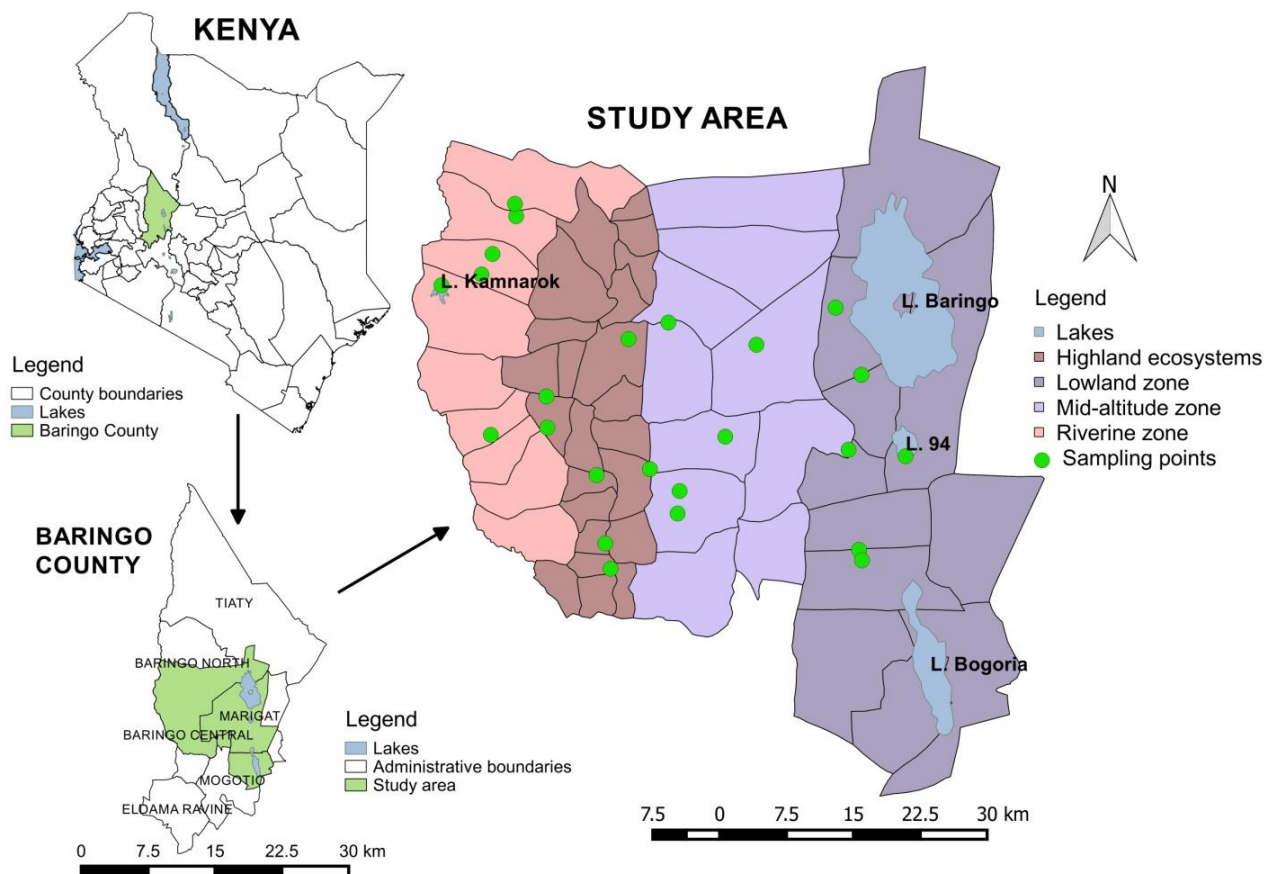 KENYA
Legend
County boundaries
Lakes
Baringo County
BARINGO
COUNTY
TIATY
BARINGO NORTH
MARIGAT
BARINGO CENTRAL
MOGOTIO
ELDAMA RAVINE
Legend
Lakes
Administrative boundaries
Study area
0 7.5 15 22.5 30 km
STUDY AREA
L. Kamnarok
L. Baringo
L. 94
L. Bogoria
N
Legend
Lakes
Highland ecosystems
Lowland zone
Mid-altitude zone
Riverine zone
Sampling points
7.5 0 7.5 15 22.5 30 km